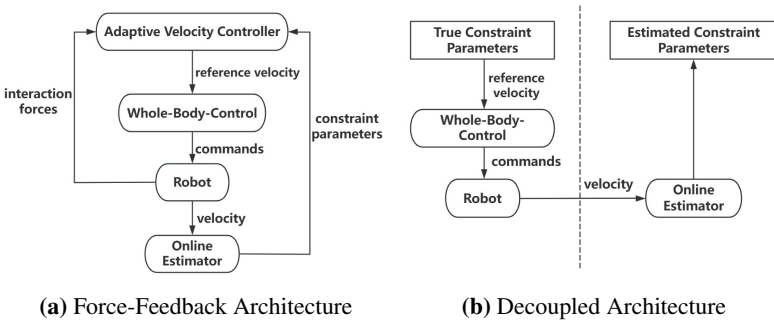 Adaptive Velocity Controller
reference velocity
interaction
forces
Whole-Body-Control
constraint
parameters
commands
Robot
velocity
Online
Estimator
(a) Force-Feedback Architecture
True Constraint
Parameters
reference
velocity
Whole-Body-
Control
commands
Robot
velocity
Estimated Constraint
Parameters
Online
Estimator
(b) Decoupled Architecture